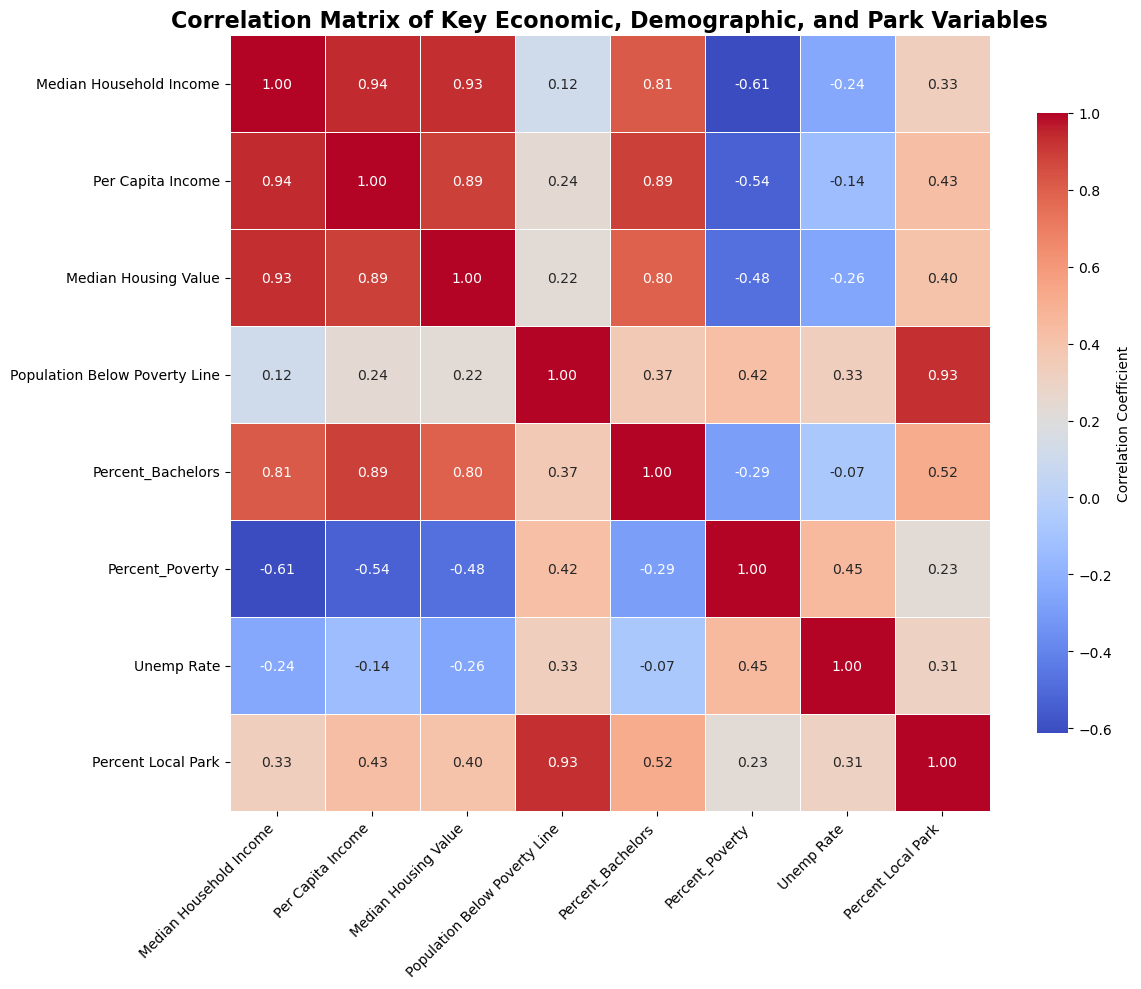 Correlation Matrix of Key Economic, Demographic, and Park Variables
Median Household Income 1.00 0.94 0.93 0.12 0.81 -0.61 -0.24 0.33
Per Capita Income 0.94 1.00 0.89 0.24 0.89 -0.54 -0.14 0.43
Median Housing Value 0.93 0.89 1.00 0.22 0.80 -0.48 -0.26 0.40
Population Below Poverty Line 0.12 0.24 0.22 1.00 0.37 0.42 0.33 0.93
Percent_Bachelors 0.81 0.89 0.80 0.37 1.00 -0.29 -0.07 0.52
Percent_Poverty -0.61 -0.54 -0.48 0.42 -0.29 1.00 0.45 0.23
Unemp Rate -0.24 -0.14 -0.26 0.33 -0.07 0.45 1.00 0.31
Percent Local Park 0.33 0.43 0.40 0.93 0.52 0.23 0.31 1.00
Median Household Income
Per Capita Income
Median Housing Value
Population Below Poverty Line
Percent_Bachelors
Percent_Poverty
Unemp Rate
Percent Local Park
1.0
0.8
0.6
0.4
0.2
0.0
−0.2
−0.4
−0.6
Correlation Coefficient